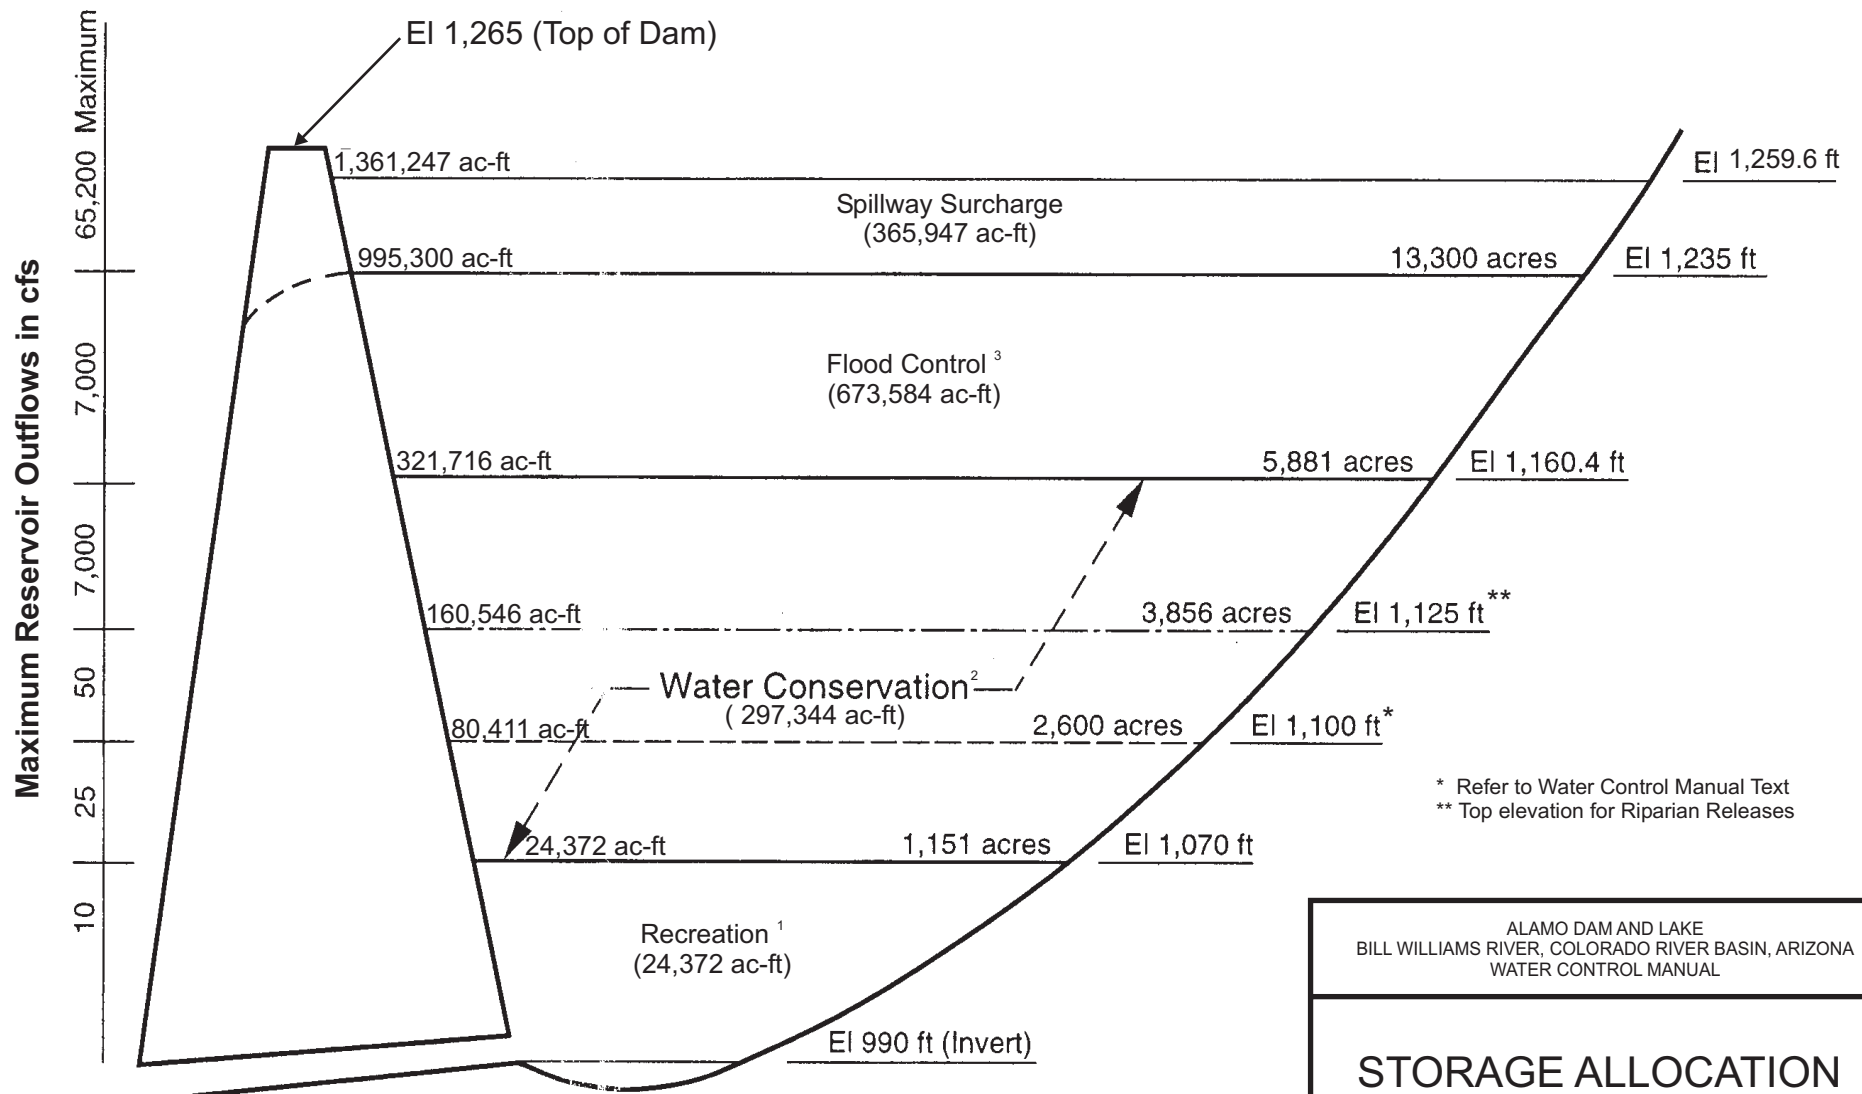 El 1,265 (Top of Dam)
Maximum Reservoir Outflows in cfs
65,200 Maximum
7,000
7,000
50
25
10
1,361,247 ac-ft
El 1,259.6 ft
Spillway Surcharge
(365,947 ac-ft)
995,300 ac-ft
13,300 acres
El 1,235 ft
Flood Control 3
(673,584 ac-ft)
321,716 ac-ft
5,881 acres
El 1,160.4 ft
160,546 ac-ft
3,856 acres
El 1,125 ft**
Water Conservation2
( 297,344 ac-ft)
80,411 ac-ft
2,600 acres
El 1,100 ft*
* Refer to Water Control Manual Text
** Top elevation for Riparian Releases
24,372 ac-ft
1,151 acres
El 1,070 ft
Recreation 1
(24,372 ac-ft)
El 990 ft (Invert)
ALAMO DAM AND LAKE
BILL WILLIAMS RIVER, COLORADO RIVER BASIN, ARIZONA
WATER CONTROL MANUAL
STORAGE ALLOCATION